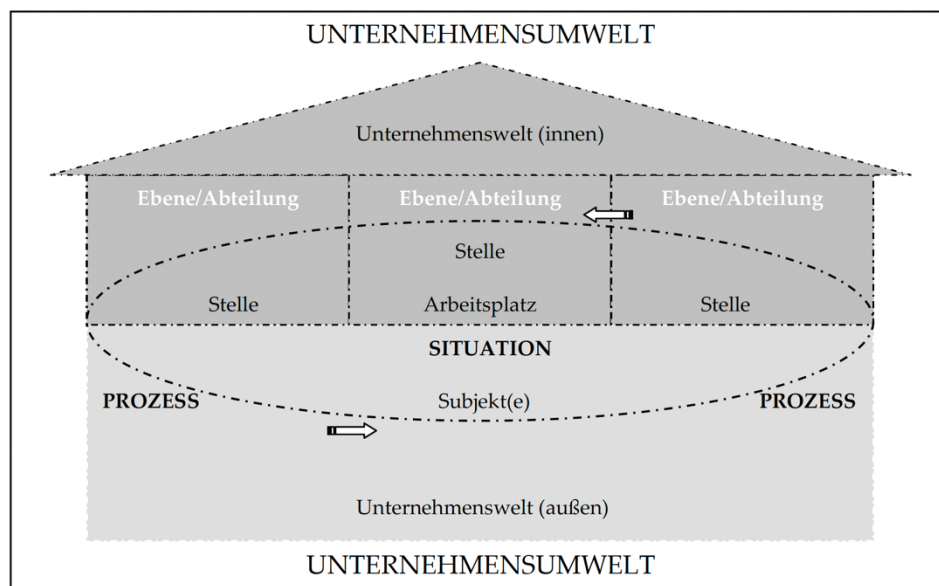 UNTERNEHMENSUMWELT
Unternehmenswelt (innen)
Ebene/Abteilung Ebene/Abteilung Ebene/Abteilung
Stelle
Stelle Arbeitsplatz Stelle
SITUATION
PROZESS Subjekt(e) PROZESS
Unternehmenswelt (außen)
UNTERNEHMENSUMWELT